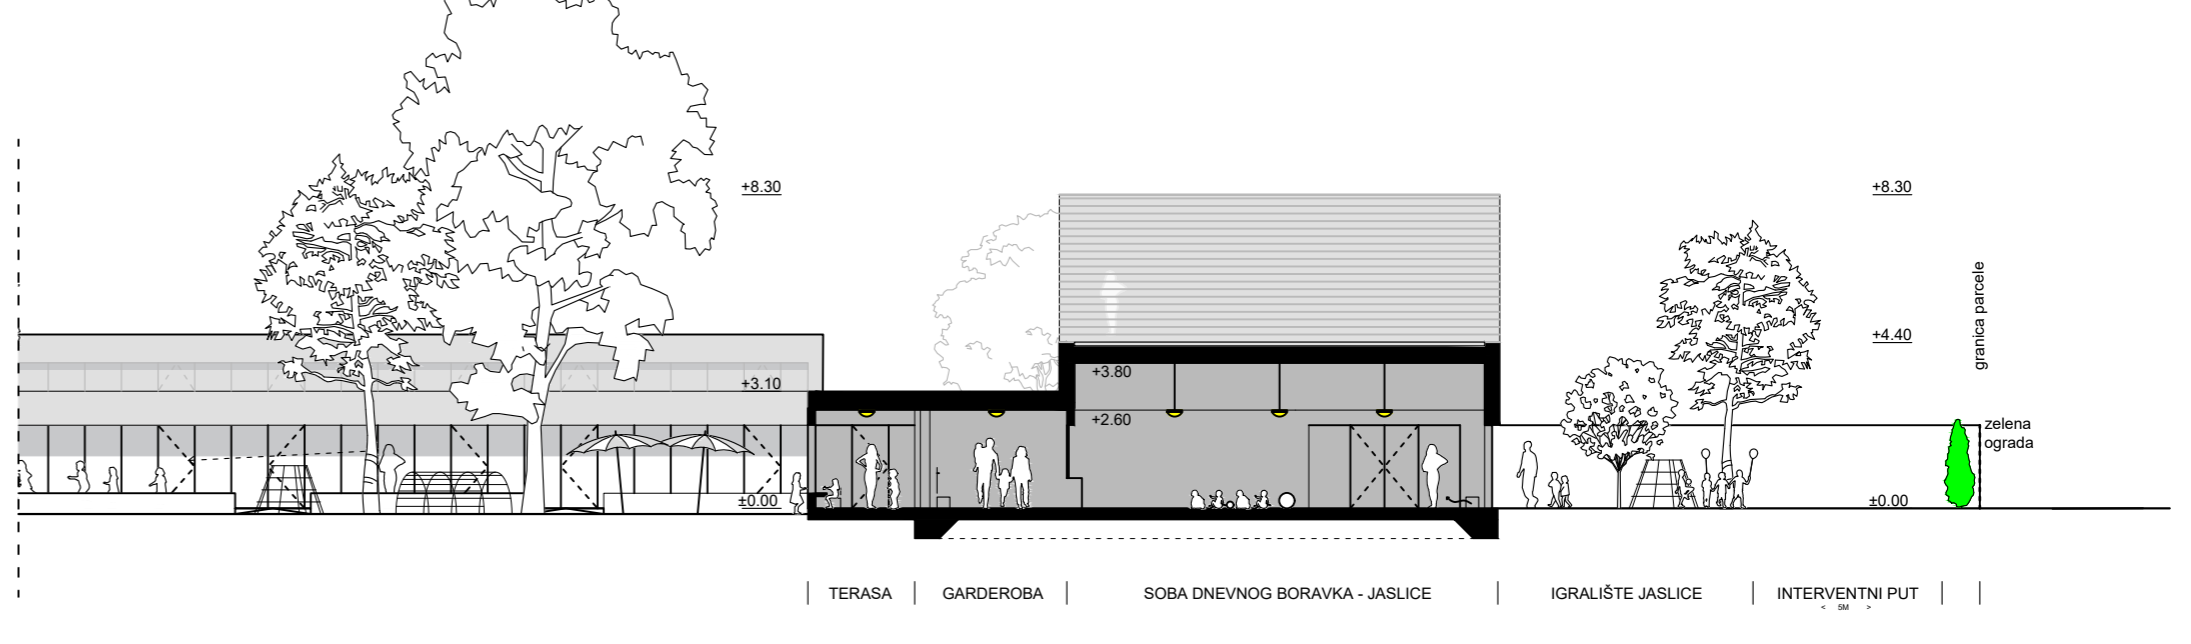 +8.30
+8.30
granica parcele
+4.40
+3.80
+3.10
+2.60
zelena
ograda
±0.00
±0.00
TERASA
GARDEROBA
SOBA DNEVNOG BORAVKA - JASLICE
IGRALIŠTE JASLICE
INTERVENTNI PUT
< 5M >